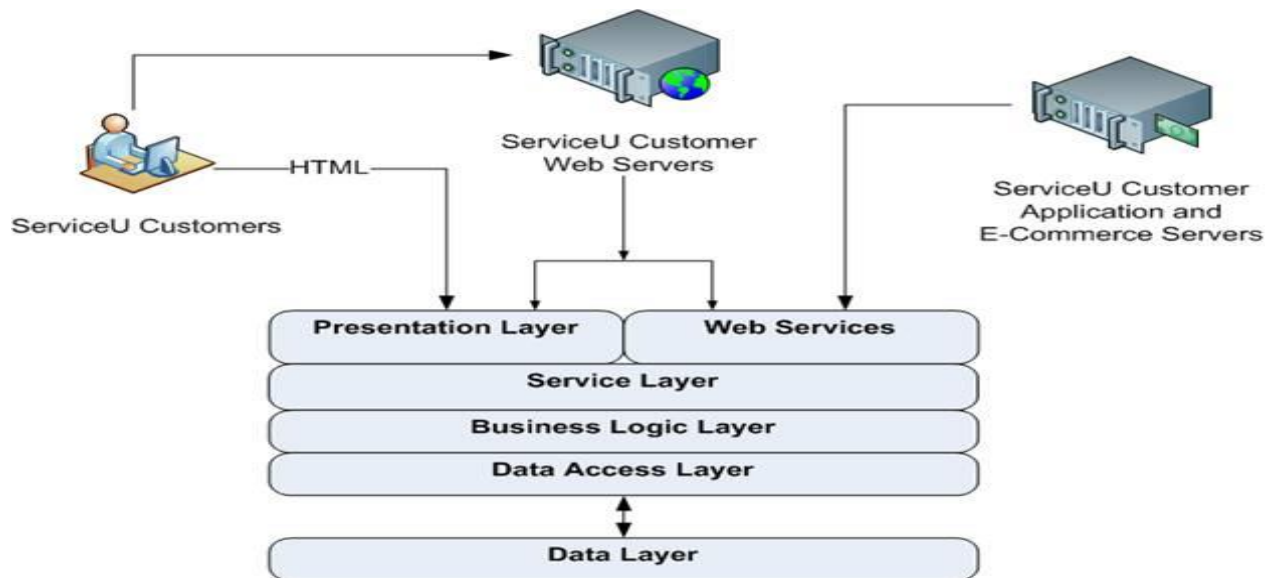 ServiceU Customer
Web Servers
HTML
ServiceU Customers
ServiceU Customer
Application and
E-Commerce Servers
Presentation Layer
Web Services
Service Layer
Business Logic Layer
Data Access Layer
Data Layer